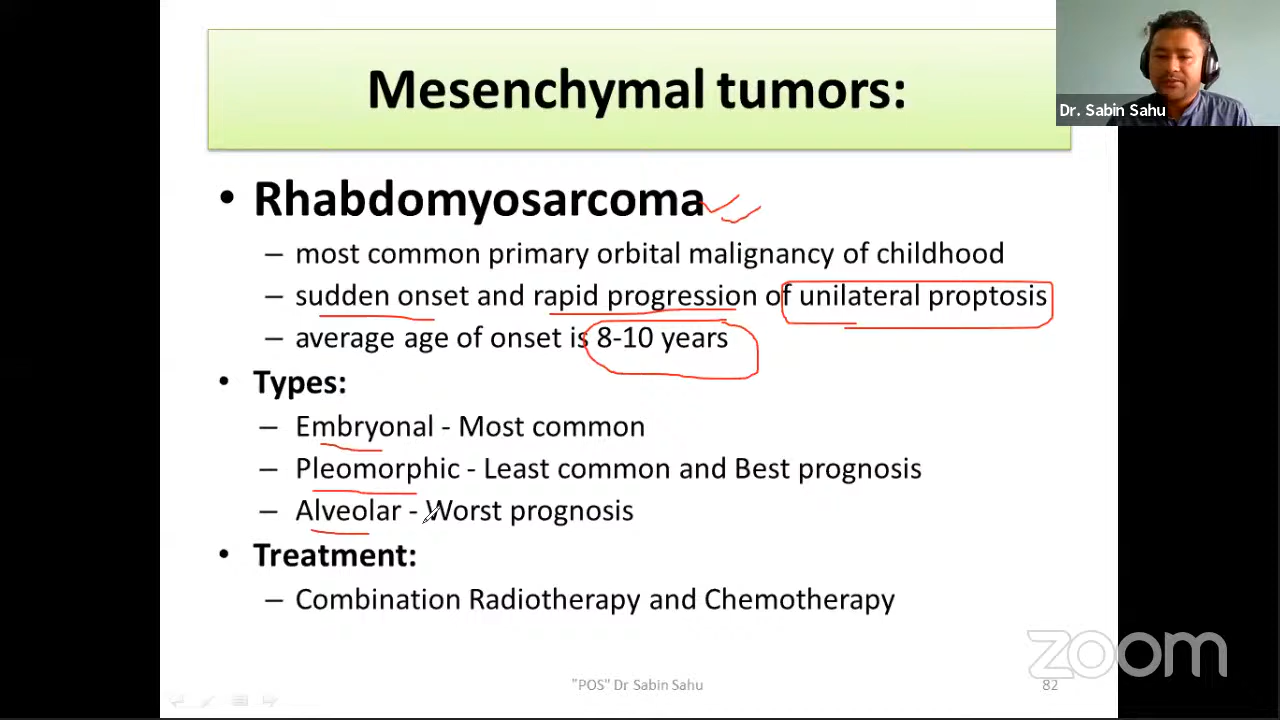 Mesenchymal tumors:
Dr. Sabin Sahu
• Rhabdomyosarcoma
– most common primary orbital malignancy of childhood
– sudden onset and rapid progression of unilateral proptosis
– average age of onset is 8-10 years
• Types:
– Embryonal - Most common
– Pleomorphic - Least common and Best prognosis
– Alveolar - Worst prognosis
• Treatment:
– Combination Radiotherapy and Chemotherapy
zoom
"POS" Dr Sabin Sahu
82